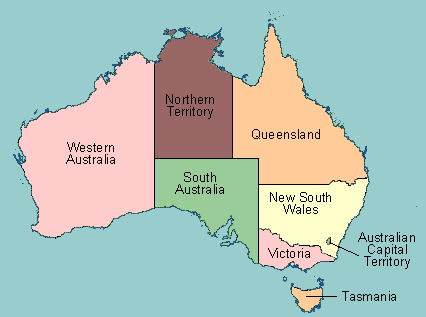 Northern
Territory
Western
Australia
Queensland
South
Australia
New South
Wales
Australian
Capital
Territory
Victoria
Tasmania